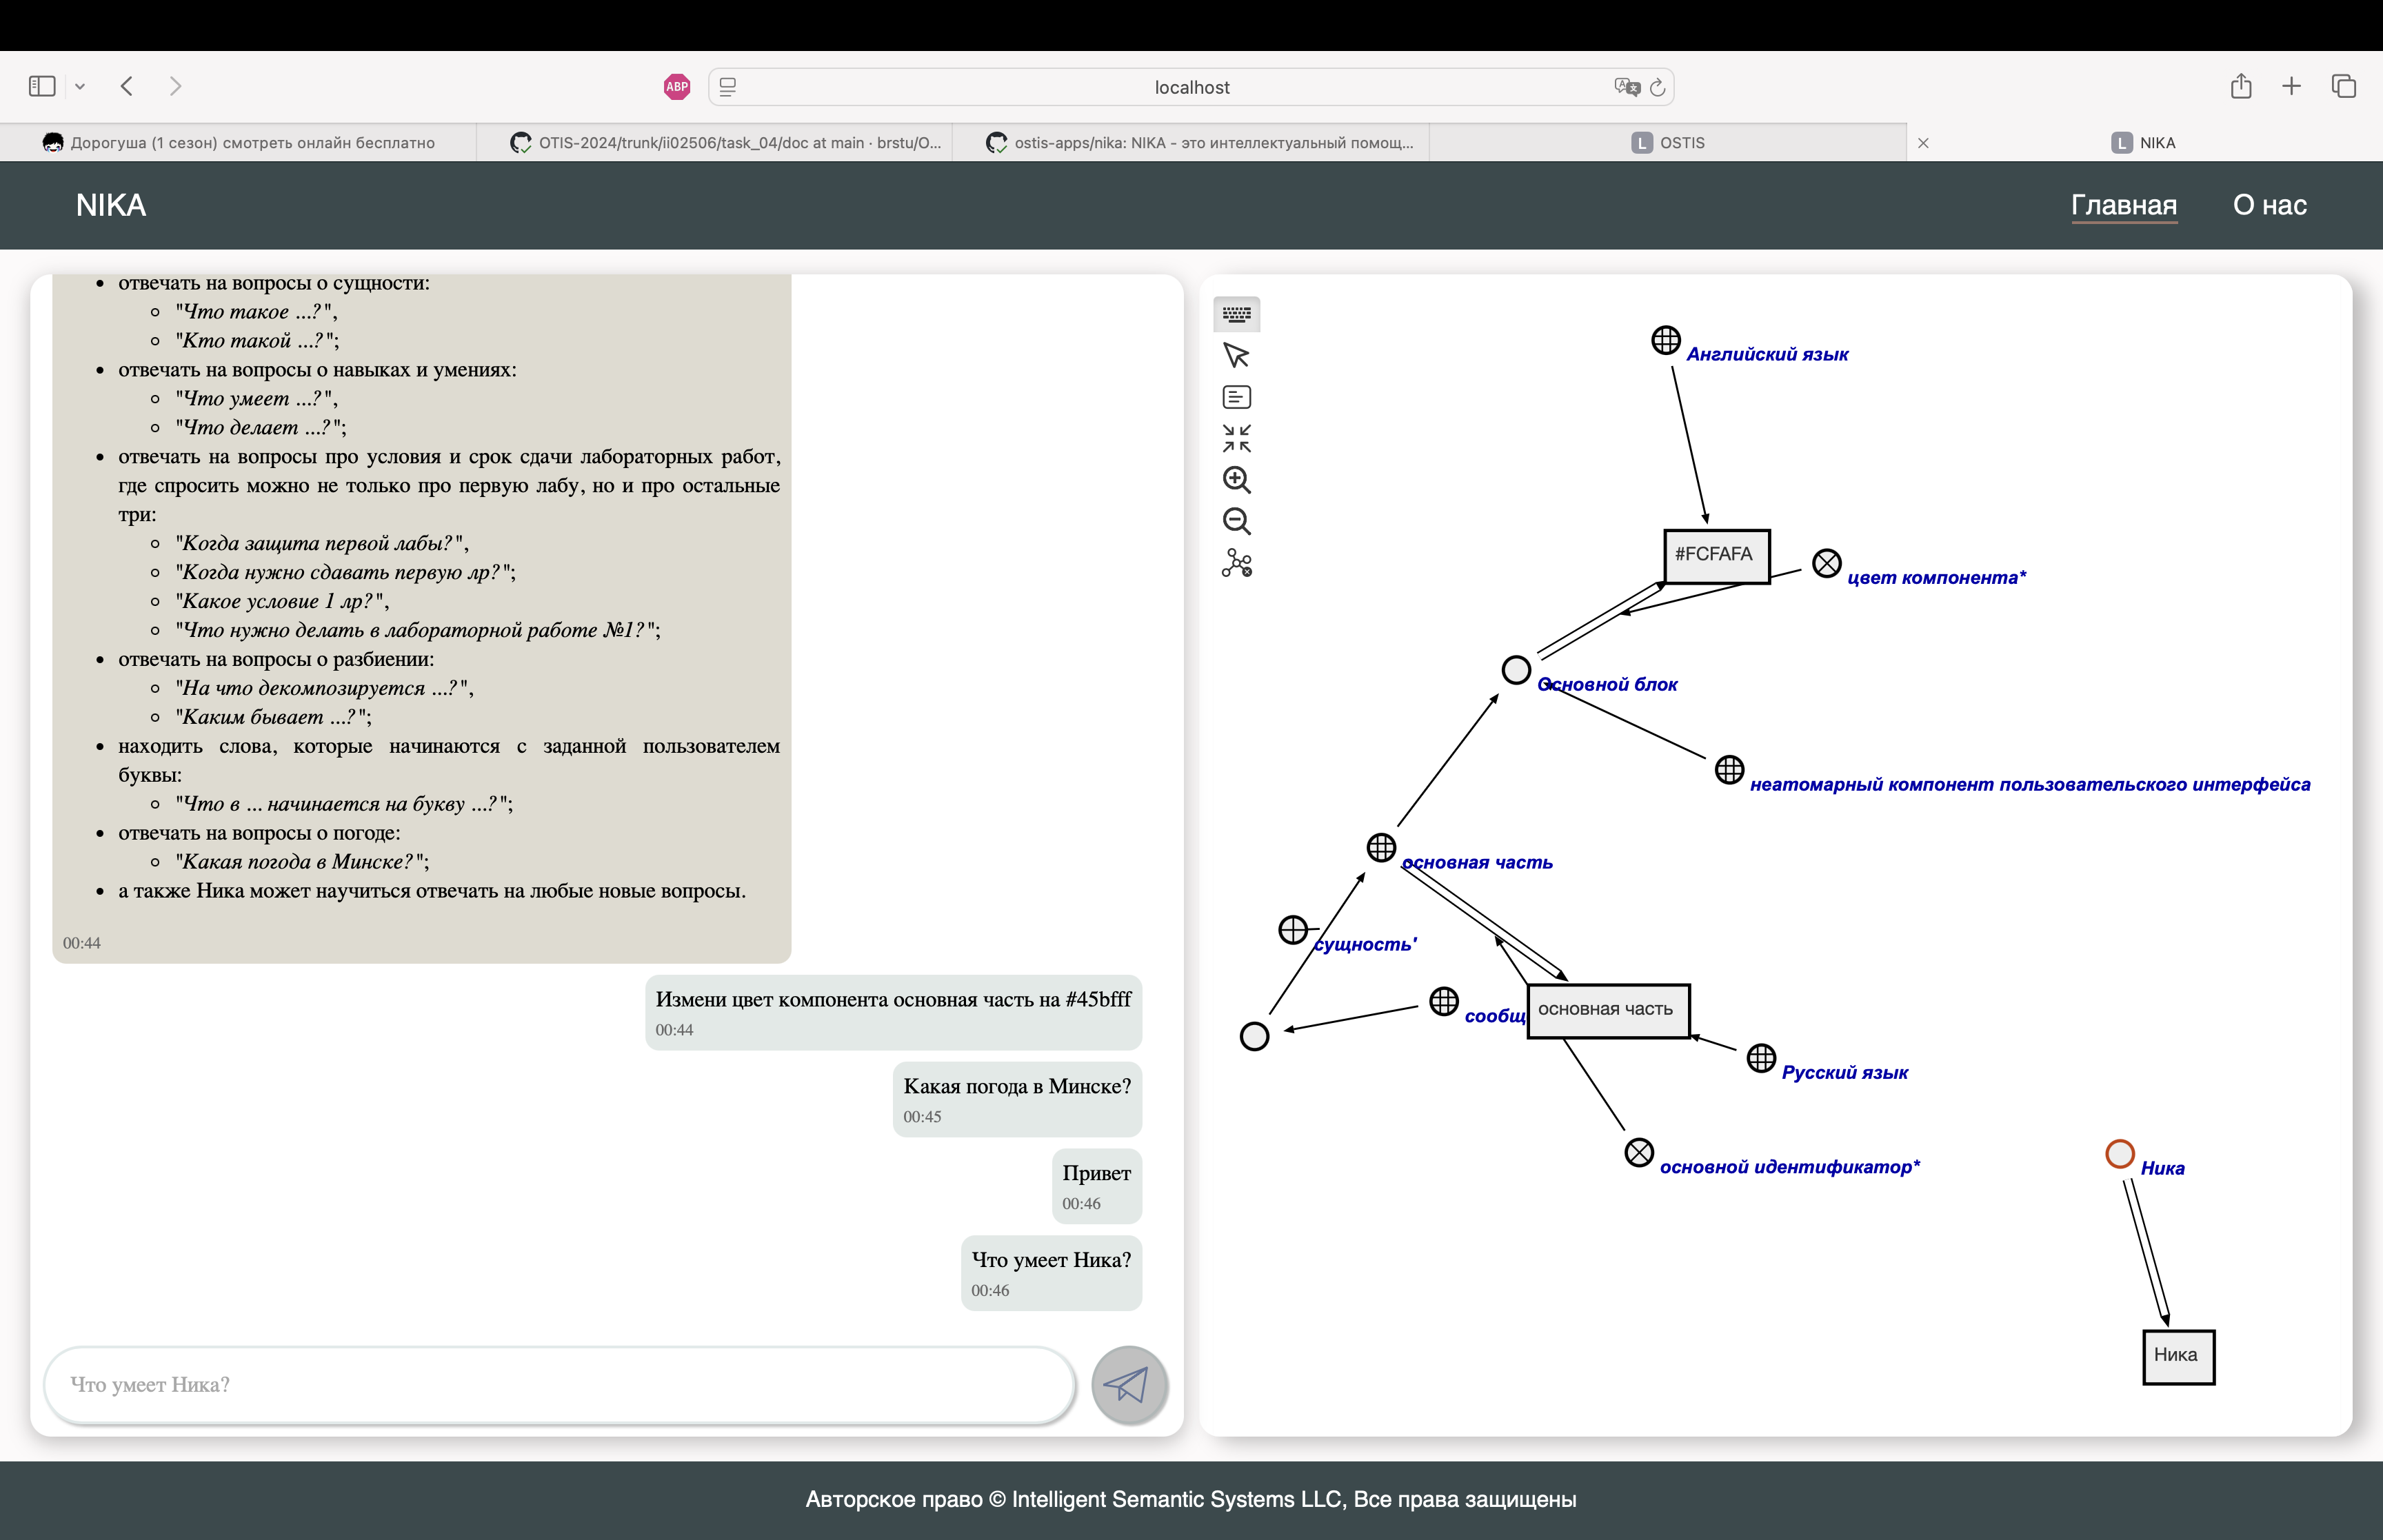 ABP
localhost
Дорогуша (1 сезон) смотреть онлайн бесплатно
OTIS-2024/trunk/ii02506/task_04/doc at main · brstu/O...
ostis-apps/nika: NIKA - это интеллектуальный помощ...
L OSTIS
L NIKA
NIKA
Главная
О нас
• отвечать на вопросы о сущности:
"Что такое ...?",
"Кто такой ...?";
• отвечать на вопросы о навыках и умениях:
"Что умеет ...?",
"Что делает ...?";
• отвечать на вопросы про условия и срок сдачи лабораторных работ,
где спросить можно не только про первую лабу, но и про остальные
три:
"Когда защита первой лабы?",
"Когда нужно сдавать первую лр?";
"Какое условие 1 лр?",
"Что нужно делать в лабораторной работе №1?";
• отвечать на вопросы о разбиении:
"На что декомпозируется ...?",
"Каким бывает ...?";
• находить слова, которые начинаются с заданной пользователем
буквы:
"Что в ... начинается на букву ...?";
• отвечать на вопросы о погоде:
"Какая погода в Минске?";
• а также Ника может научиться отвечать на любые новые вопросы.
00:44
Измени цвет компонента основная часть на #45bfff
00:44
Какая погода в Минске?
00:45
Привет
00:46
Что умеет Ника?
00:46
Что умеет Ника?
Английский язык
#FCFAFA
цвет компонента*
Основной блок
неатомарный компонент пользовательского интерфейса
основная часть
сущность'
сообщ
основная часть
Русский язык
основной идентификатор*
Ника
Ника
Авторское право © Intelligent Semantic Systems LLC, Все права защищены